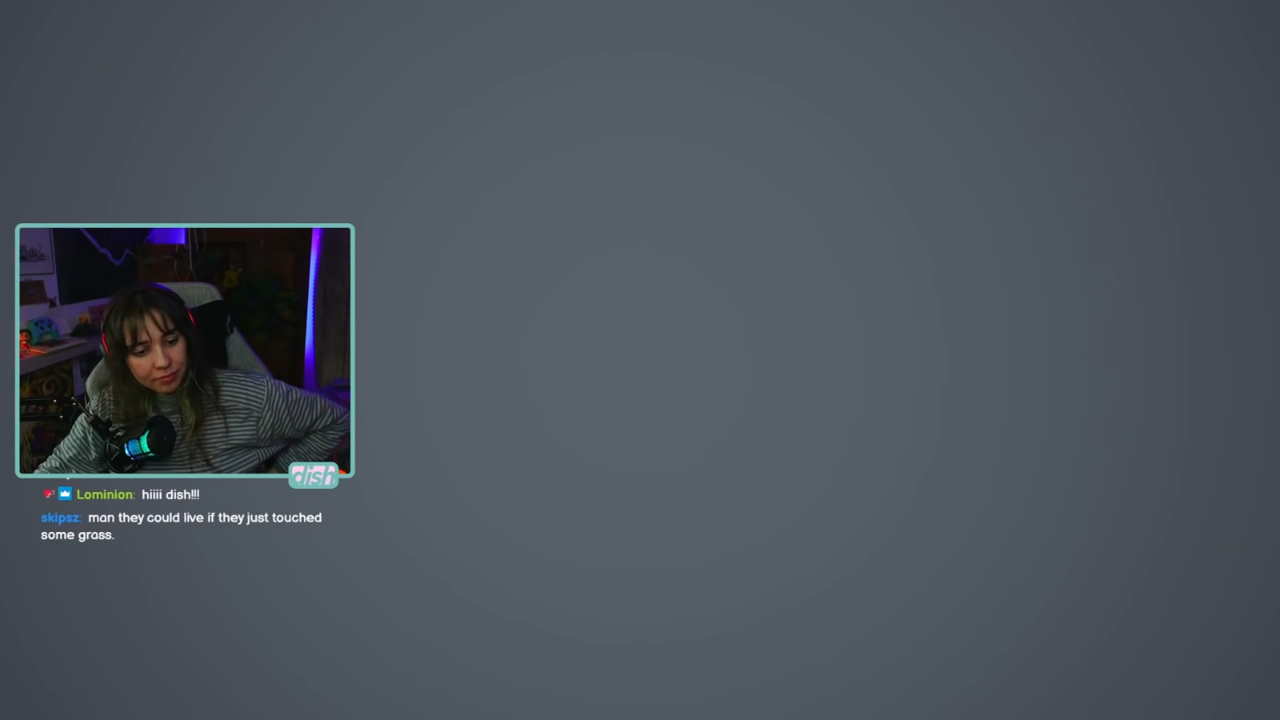 dish
Lominion: hiiii dish!!!
skipsz: man they could live if they just touched
some grass.